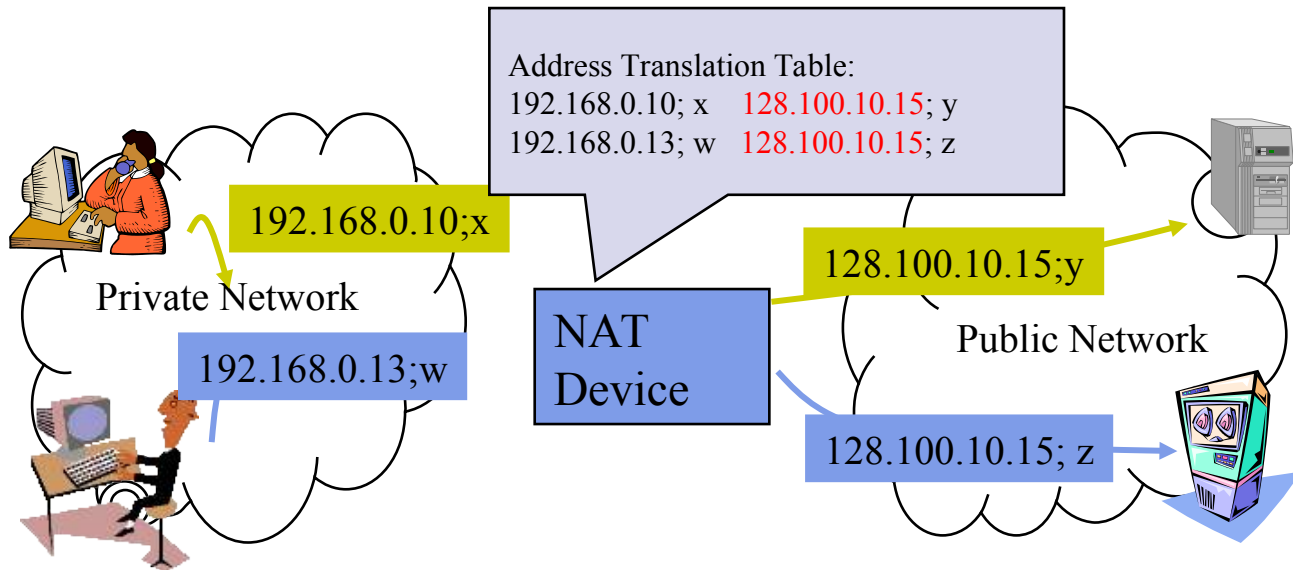 Address Translation Table:
192.168.0.10; x 128.100.10.15; y
192.168.0.13; w 128.100.10.15; z
192.168.0.10;x
128.100.10.15;y
Private Network
NAT
Device
Public Network
192.168.0.13;w
128.100.10.15; z